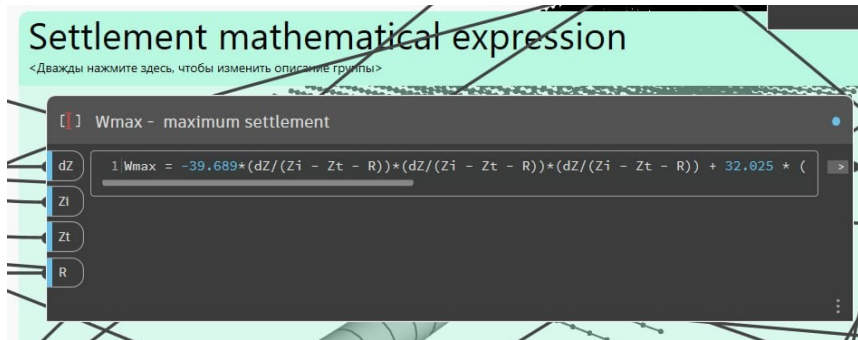 Settlement mathematical expression
<Дважды нажмите здесь, чтобы изменить описание группы>
[[] Wmax - maximum settlement
dZ
1 Wmax = -39.689*(dZ/(Zi - Zt - R))*(dZ/(Zi - Zt - R))*(dZ/(Zi - Zt - R)) + 32.025 * (
>
Zi
Zt
R